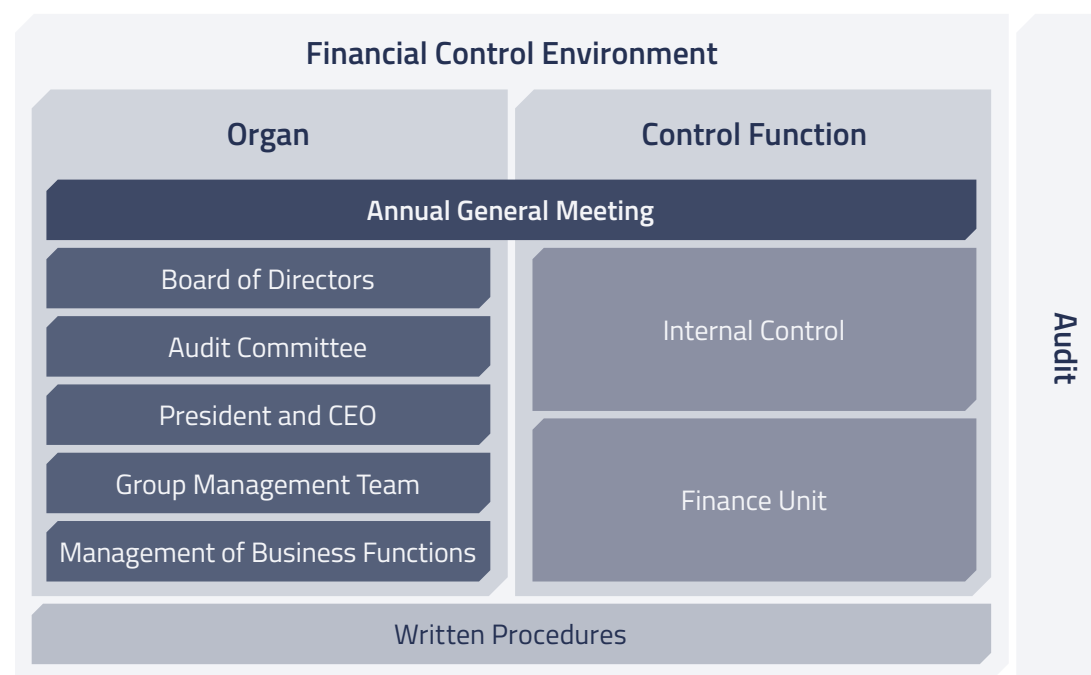 Financial Control Environment
Organ
Control Function
Annual General Meeting
Board of Directors
Audit Committee
President and CEO
Group Management Team
Management of Business Functions
Internal Control
Finance Unit
Written Procedures
Audit